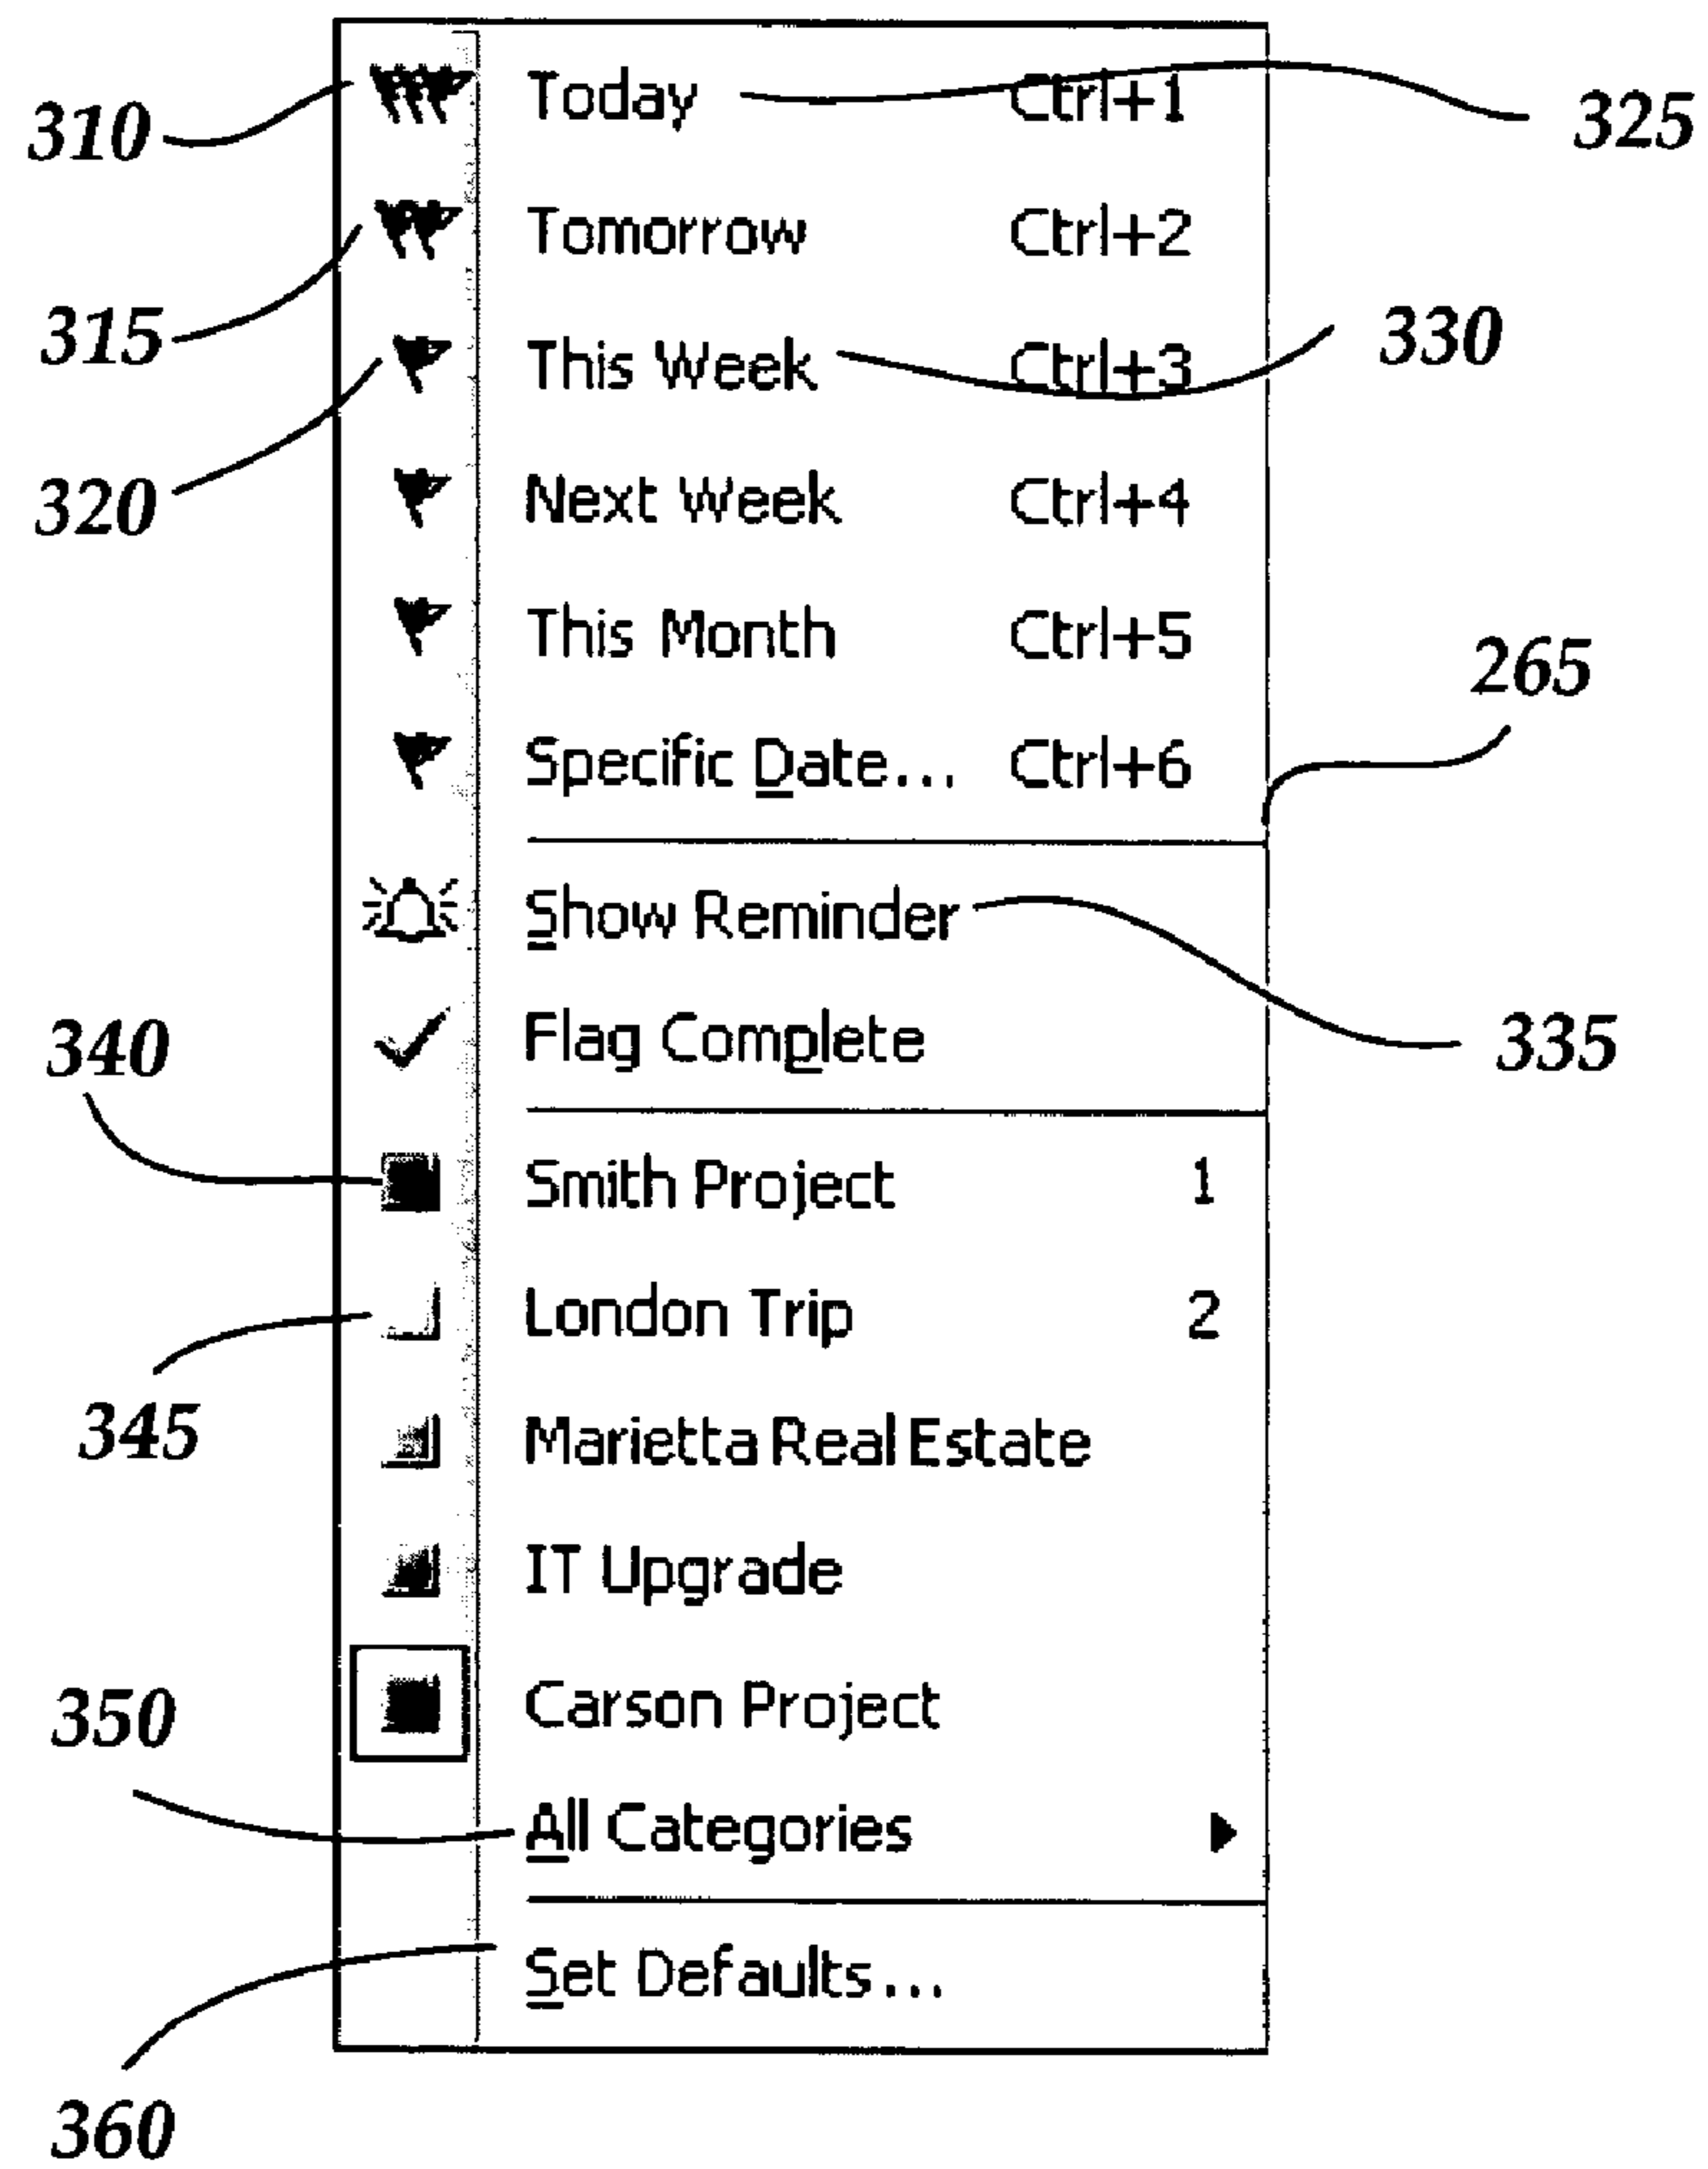 310 Today Ctrl+1 325
Tomorrow Ctrl+2
315 This Week Ctrl+3 330
320 Next Week Ctrl+4
This Month Ctrl+5
265
Specific Date... Ctrl+6
Show Reminder
340 Flag Complete 335
Smith Project 1
London Trip 2
345 Marietta Real Estate
IT Upgrade
350 Carson Project
All Categories
Set Defaults...
360